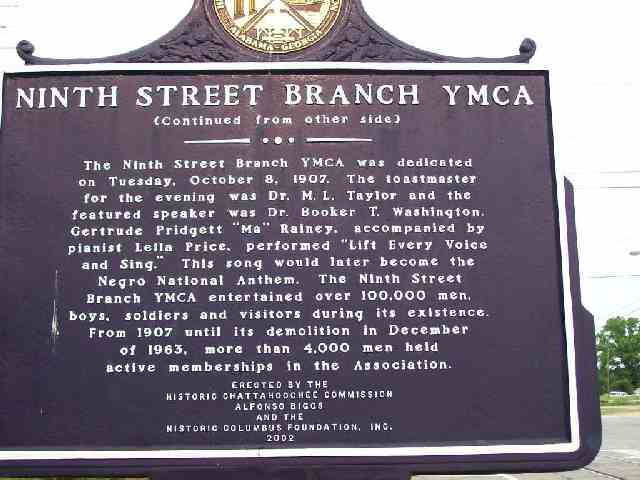 ALABAMA-GEORGIA
NINTH STREET BRANCH YMCA
(Continued from other side)
The Ninth Street Branch YMCA was dedicated
on Tuesday, October 8, 1907. The toastmaster
for the evening was Dr. M. L. Taylor and the
featured speaker was Dr. Booker T. Washington.
Gertrude Pridgett "Ma" Rainey, accompanied by
pianist Lella Price, performed "Lift Every Voice
and Sing." This song would later become the
Negro National Anthem. The Ninth Street
Branch YMCA entertained over 100,000 men,
boys, soldiers and visitors during its existence.
From 1907 until its demolition in December
of 1963, more than 4,000 men held
active memberships in the Association.
ERECTED BY THE
HISTORIC CHATTAHOOCHEE COMMISSION
ALFONSO BIGGS
AND THE
HISTORIC COLUMBUS FOUNDATION, INC.
2002